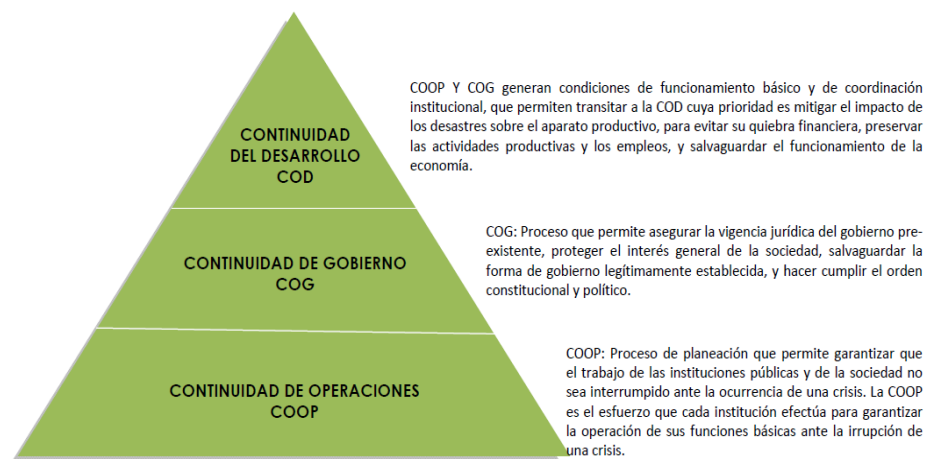 CONTINUIDAD
DEL DESARROLLO
COD
COOP Y COG generan condiciones de funcionamiento básico y de coordinación
institucional, que permiten transitar a la COD cuya prioridad es mitigar el impacto de
los desastres sobre el aparato productivo, para evitar su quiebra financiera, preservar
las actividades productivas y los empleos, y salvaguardar el funcionamiento de la
economía.
CONTINUIDAD DE GOBIERNO
COG
COG: Proceso que permite asegurar la vigencia jurídica del gobierno pre-
existente, proteger el interés general de la sociedad, salvaguardar la
forma de gobierno legítimamente establecida, y hacer cumplir el orden
constitucional y político.
CONTINUIDAD DE OPERACIONES
COOP
COOP: Proceso de planeación que permite garantizar que
el trabajo de las instituciones públicas y de la sociedad no
sea interrumpido ante la ocurrencia de una crisis. La COOP
es el esfuerzo que cada institución efectúa para garantizar
la operación de sus funciones básicas ante la irrupción de
una crisis.